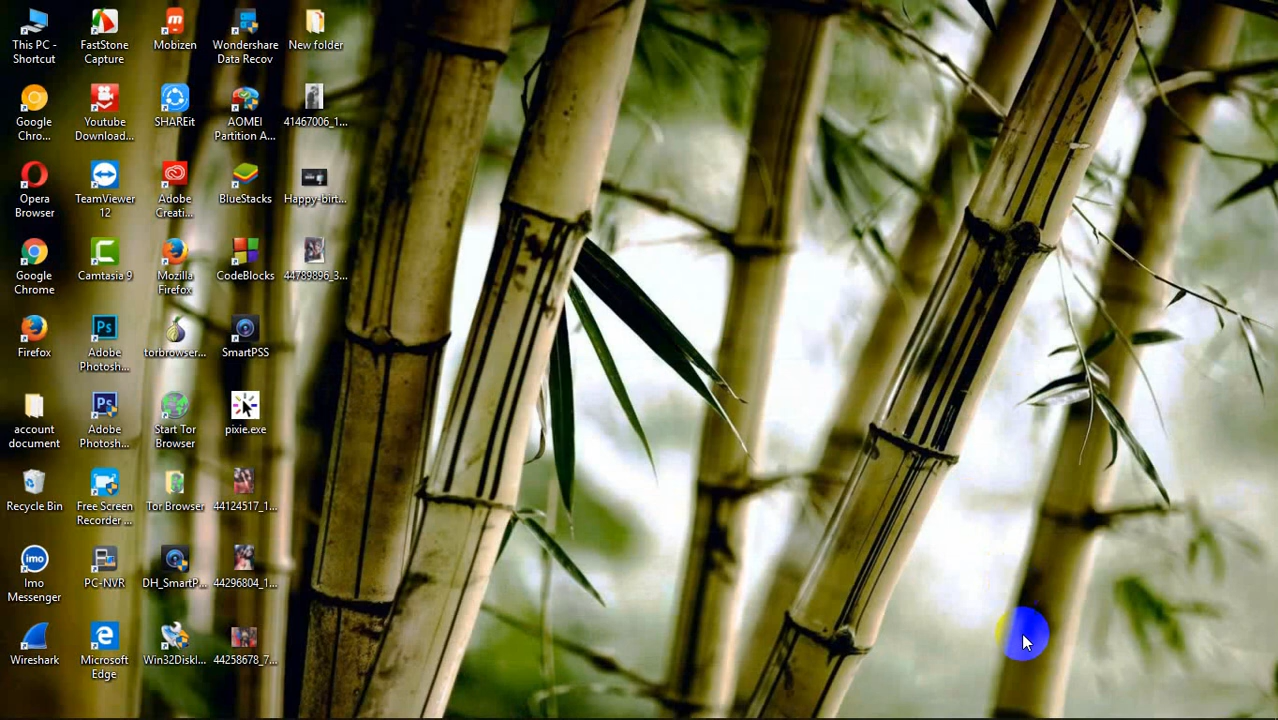 This PC -
Shortcut
FastStone
Capture
Mobizen
Wondershare
Data Recov
New folder
Google
Chro...
Youtube
Download...
SHAREit
AOMEI
Partition A...
41467006_1...
Opera
Browser
TeamViewer
12
Adobe
Creati...
BlueStacks
Happy-birt...
Google
Chrome
Camtasia 9
Mozilla
Firefox
CodeBlocks
44789896_3...
Firefox
Adobe
Photosh...
torbrowser...
SmartPSS
account
document
Adobe
Photosh...
Start Tor
Browser
pixie.exe
Recycle Bin
Free Screen
Recorder ...
Tor Browser
44124517_1...
Imo
Messenger
PC-NVR
DH_SmartP...
44296804_1...
Wireshark
Microsoft
Edge
Win32DiskI...
44258678_7...